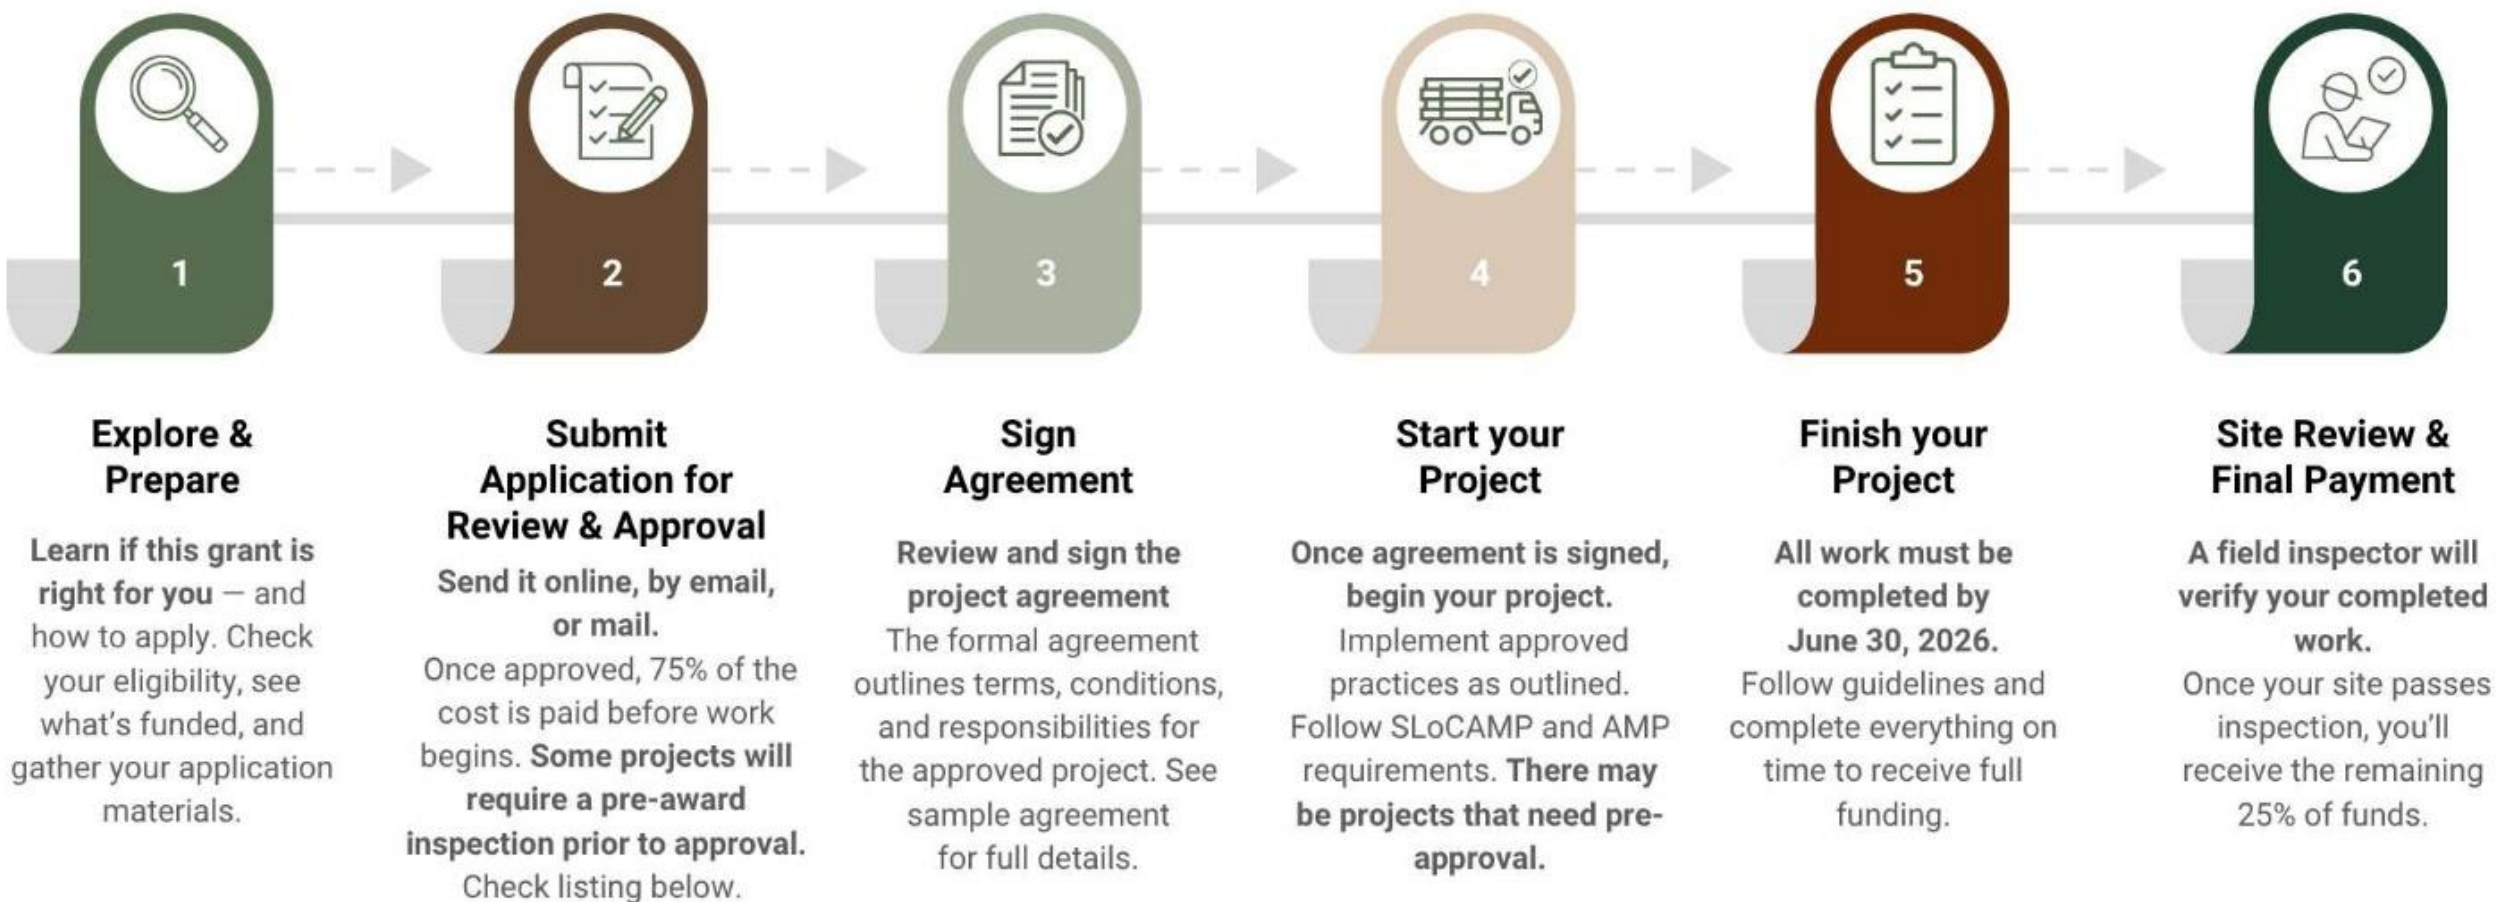 1
2
3
4
5
6
Explore &
Prepare
Learn if this grant is
right for you — and
how to apply. Check
your eligibility, see
what's funded, and
gather your application
materials.
Submit
Application for
Review & Approval
Send it online, by email,
or mail.
Once approved, 75% of the
cost is paid before work
begins. Some projects will
require a pre-award
inspection prior to approval.
Check listing below.
Sign
Agreement
Review and sign the
project agreement
The formal agreement
outlines terms, conditions,
and responsibilities for
the approved project. See
sample agreement
for full details.
Start your
Project
Once agreement is signed,
begin your project.
Implement approved
practices as outlined.
Follow SLoCAMP and AMP
requirements. There may
be projects that need pre-
approval.
Finish your
Project
All work must be
completed by
June 30, 2026.
Follow guidelines and
complete everything on
time to receive full
funding.
Site Review &
Final Payment
A field inspector will
verify your completed
work.
Once your site passes
inspection, you'll
receive the remaining
25% of funds.